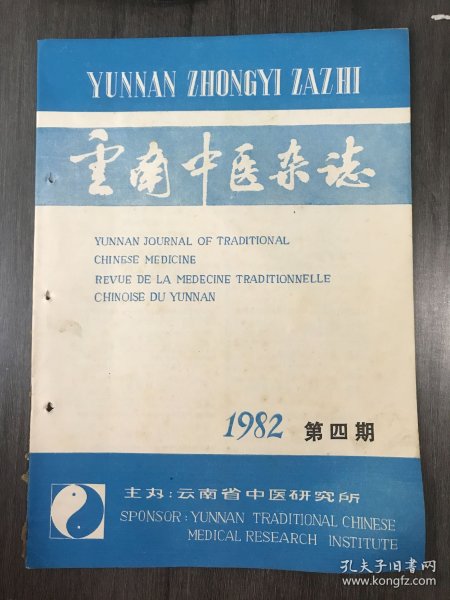 YUNNAN ZHONGYI ZAZHI
雲南中医杂誌
YUNNAN JOURNAL OF TRADITIONAL
CHINESE MEDICINE
REVUE DE LA MEDECINE TRADITIONNELLE
CHINOISE DU YUNNAN
1982 第四期
主办:云南省中医研究所
SPONSOR: YUNNAN TRADITIONAL CHINESE
MEDICAL RESEARCH INSTITUTE
孔夫子旧书网
www.kongfz.com